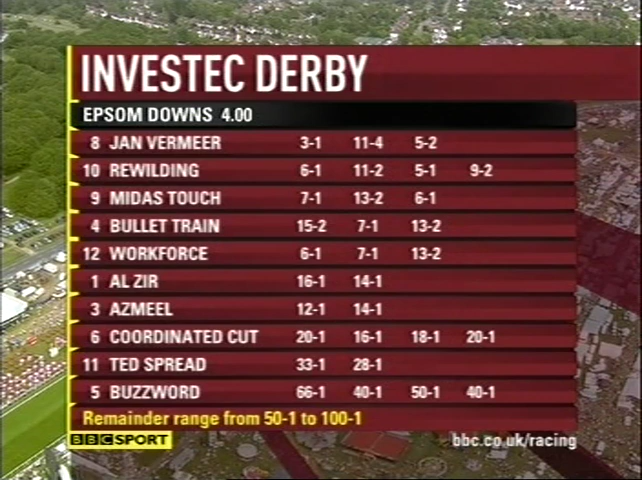 INVESTEC DERBY
EPSOM DOWNS 4.00
8 JAN VERMEER 3-1 11-4 5-2
10 REWILDING 6-1 11-2 5-1 9-2
9 MIDAS TOUCH 7-1 13-2 6-1
4 BULLET TRAIN 15-2 7-1 13-2
12 WORKFORCE 6-1 7-1 13-2
1 AL ZIR 16-1 14-1
3 AZMEEL 12-1 14-1
6 COORDINATED CUT 20-1 16-1 18-1 20-1
11 TED SPREAD 33-1 28-1
5 BUZZWORD 66-1 40-1 50-1 40-1
Remainder range from 50-1 to 100-1
BBC SPORT bbc.co.uk/racing